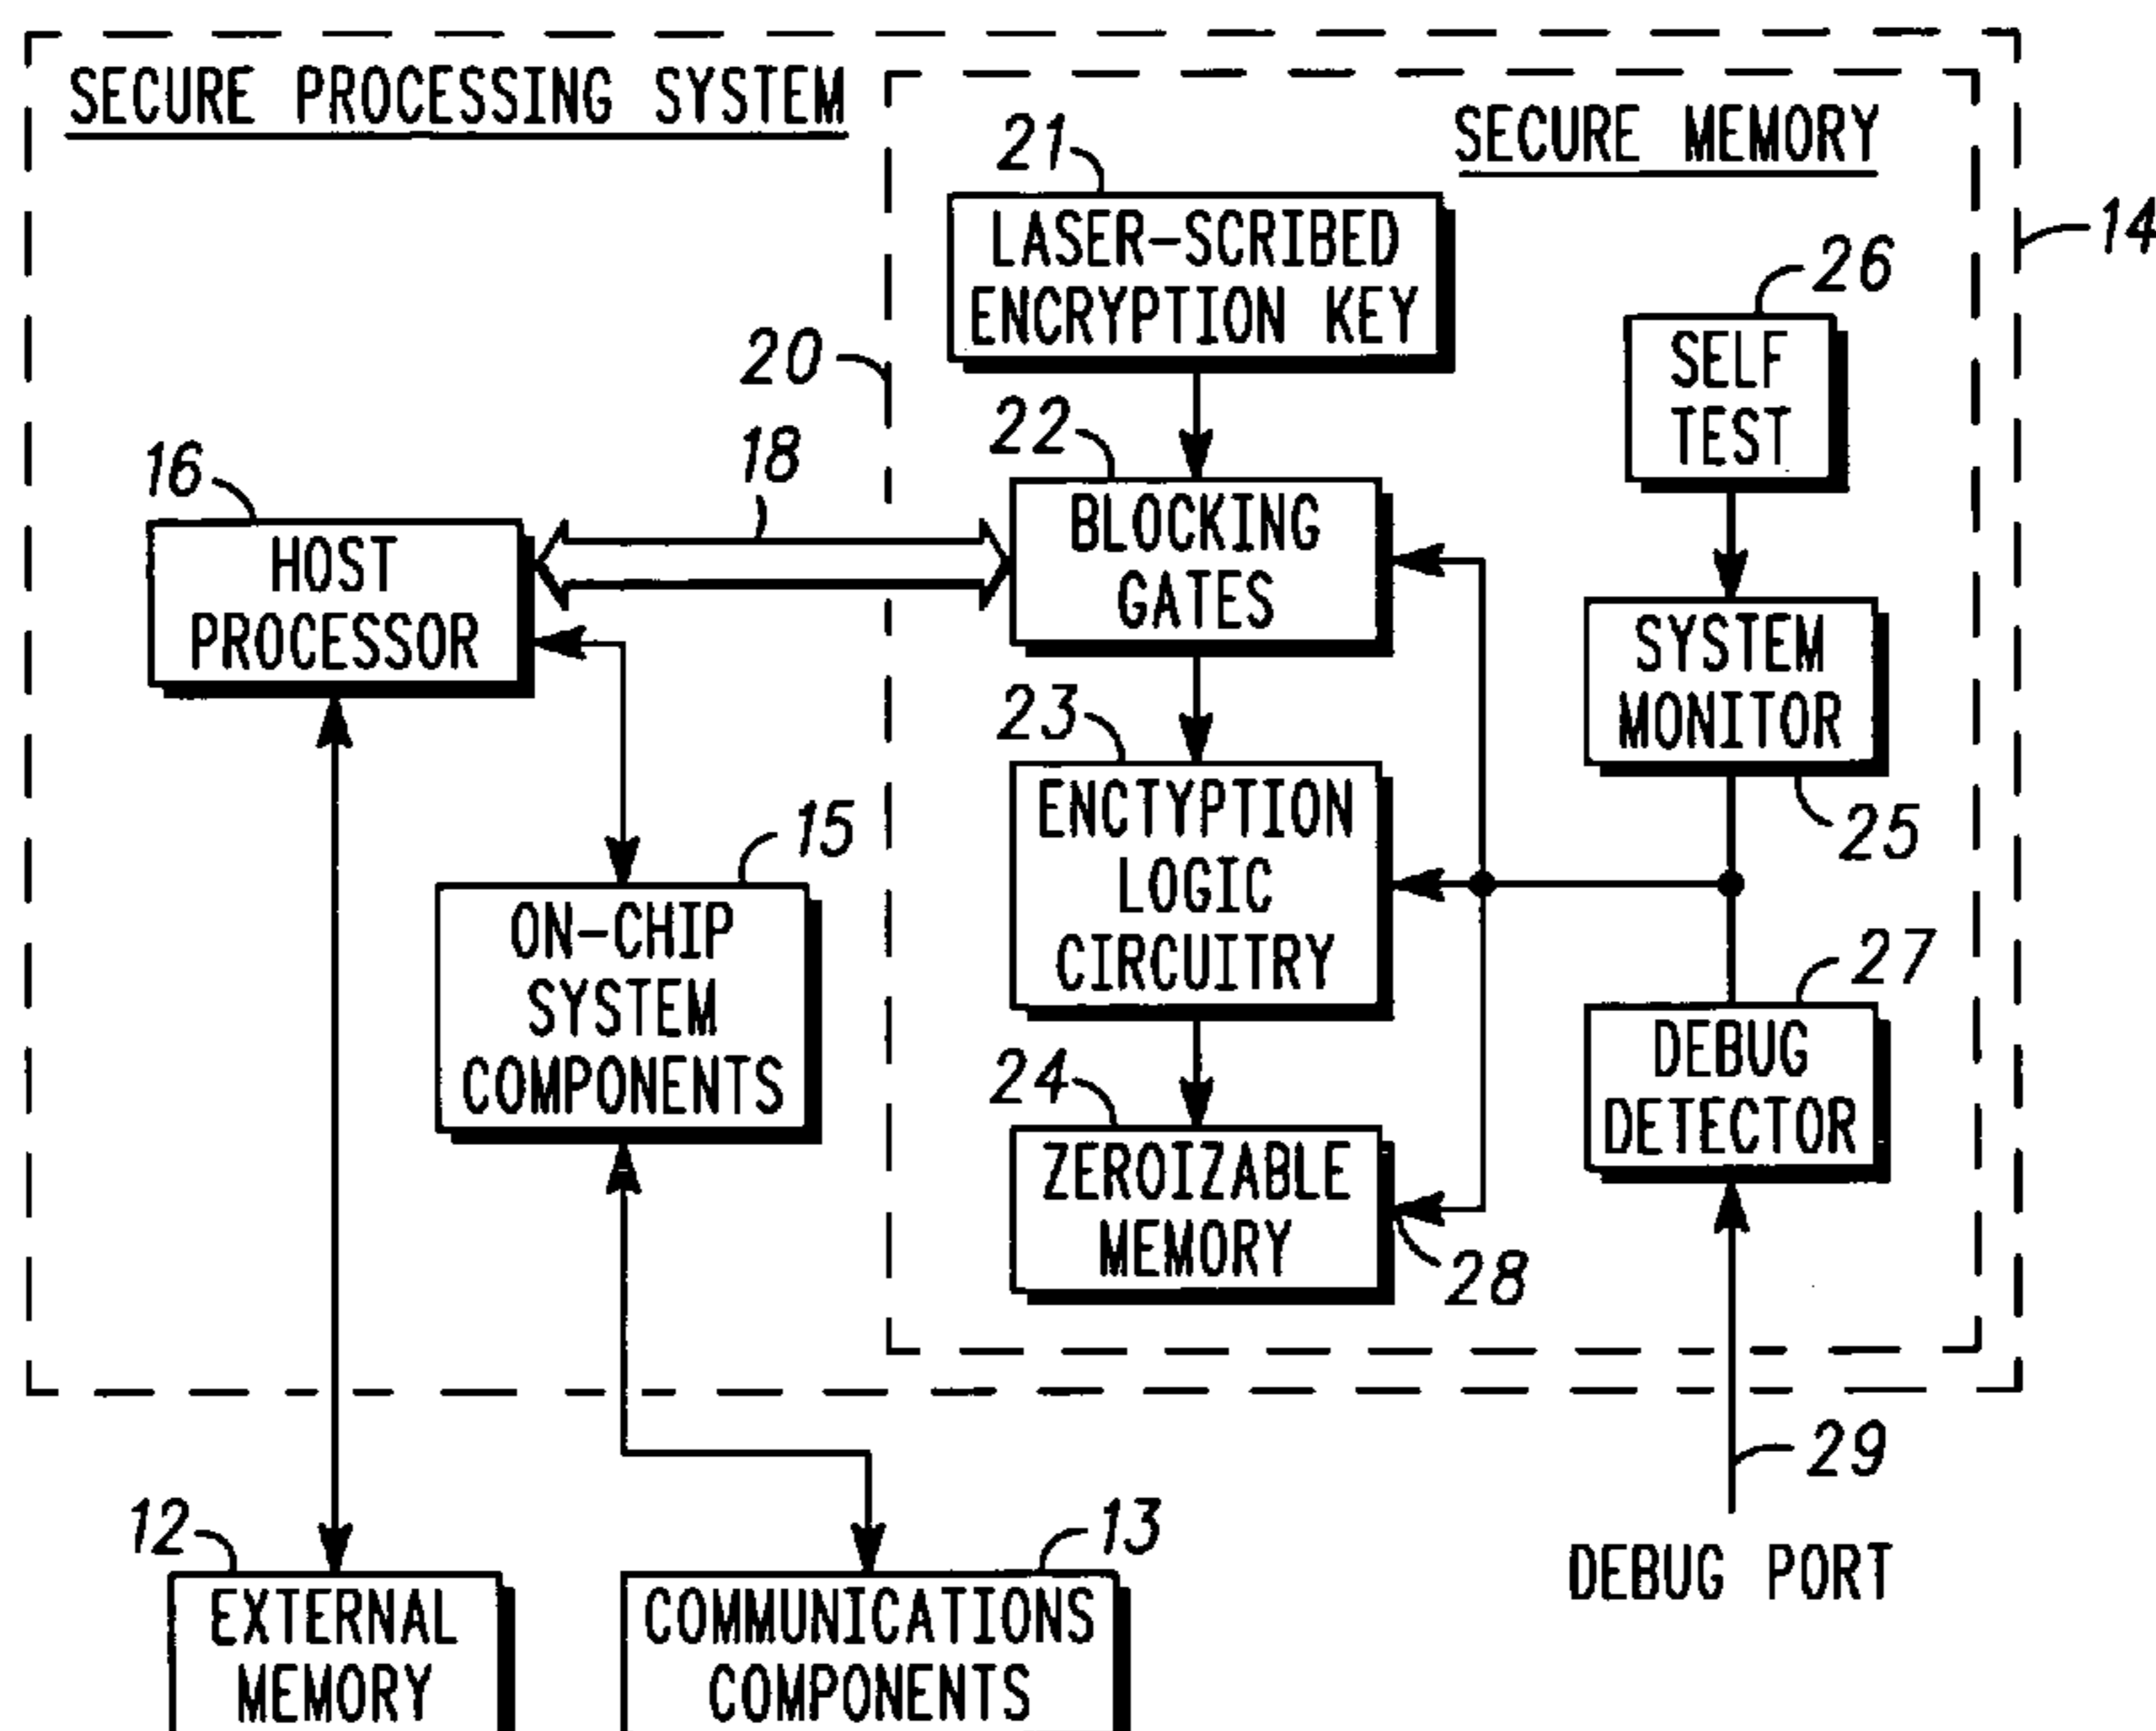 SECURE PROCESSING SYSTEM
SECURE MEMORY
14
21
LASER-SCRIBED
ENCRYPTION KEY
26
SELF
TEST
20
22
BLOCKING
GATES
18
16
HOST
PROCESSOR
SYSTEM
MONITOR
25
23
ENCTYPTION
LOGIC
CIRCUITRY
15
ON-CHIP
SYSTEM
COMPONENTS
27
DEBUG
DETECTOR
24
ZEROIZABLE
MEMORY
28
29
DEBUG PORT
12
EXTERNAL
MEMORY
13
COMMUNICATIONS
COMPONENTS